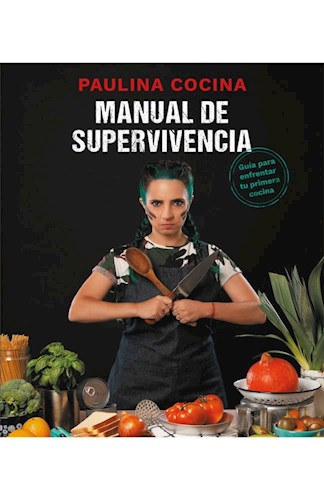 PAULINA COCINA
MANUAL DE
SUPERVIVENCIA
Guía para
enfrentar
tu primera
cocina